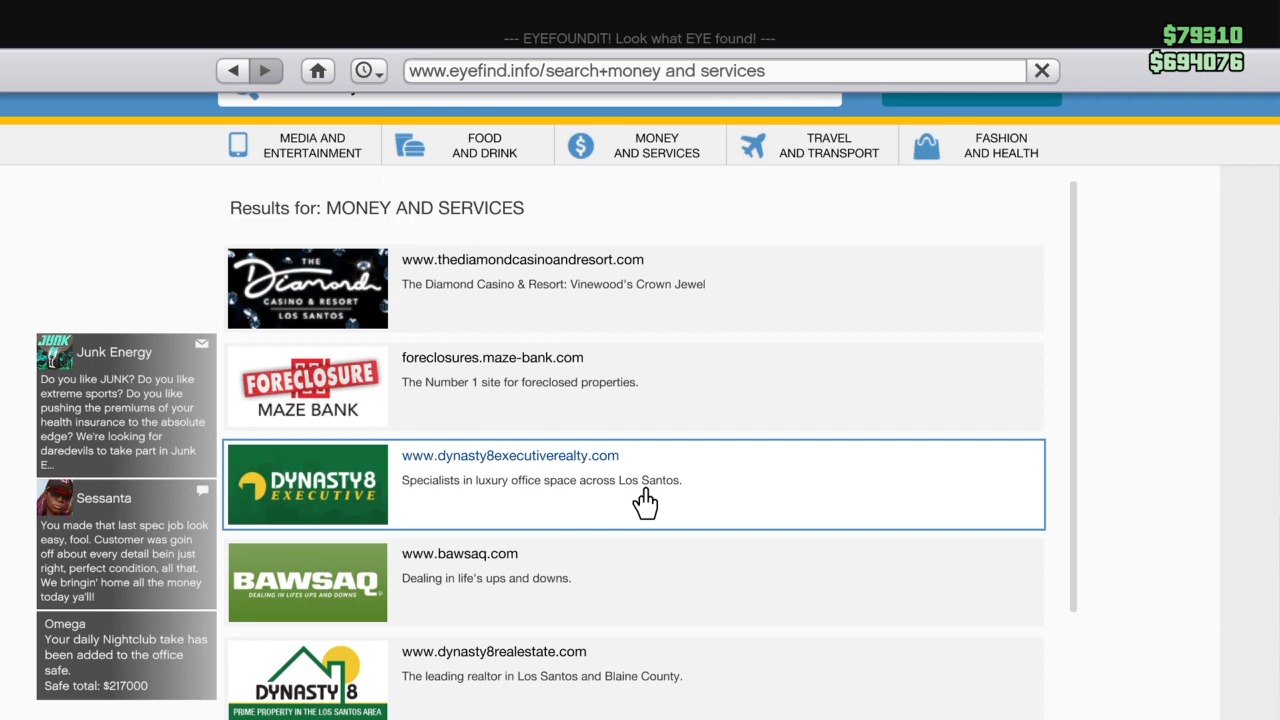 --- EYEFOUNDIT! Look what EYE found! ---
$79310
$694076
www.eyefind.info/search+money and services
MEDIA AND
ENTERTAINMENT
FOOD
AND DRINK
MONEY
AND SERVICES
TRAVEL
AND TRANSPORT
FASHION
AND HEALTH
Results for: MONEY AND SERVICES
THE
Diamond
CASINO & RESORT
LOS SANTOS
www.thediamondcasinoandresort.com
The Diamond Casino & Resort: Vinewood's Crown Jewel
FORECLOSURE
MAZE BANK
foreclosures.maze-bank.com
The Number 1 site for foreclosed properties.
DYNASTY8
EXECUTIVE
www.dynasty8executiverealty.com
Specialists in luxury office space across Los Santos.
BAWSAQ
DEALING IN LIFES UPS AND DOWNS
www.bawsaq.com
Dealing in life's ups and downs.
DYNASTY 8
PRIME PROPERTY IN THE LOS SANTOS AREA
www.dynasty8realestate.com
The leading realtor in Los Santos and Blaine County.
JUNK
Junk Energy
Do you like JUNK? Do you like
extreme sports? Do you like
pushing the premiums of your
health insurance to the absolute
edge? We're looking for
daredevils to take part in Junk
E...
Sessanta
You made that last spec job look
easy, fool. Customer was goin
off about every detail bein just
right, perfect condition, all that.
We bringin' home all the money
today ya'll!
Omega
Your daily Nightclub take has
been added to the office
safe.
Safe total: $217000